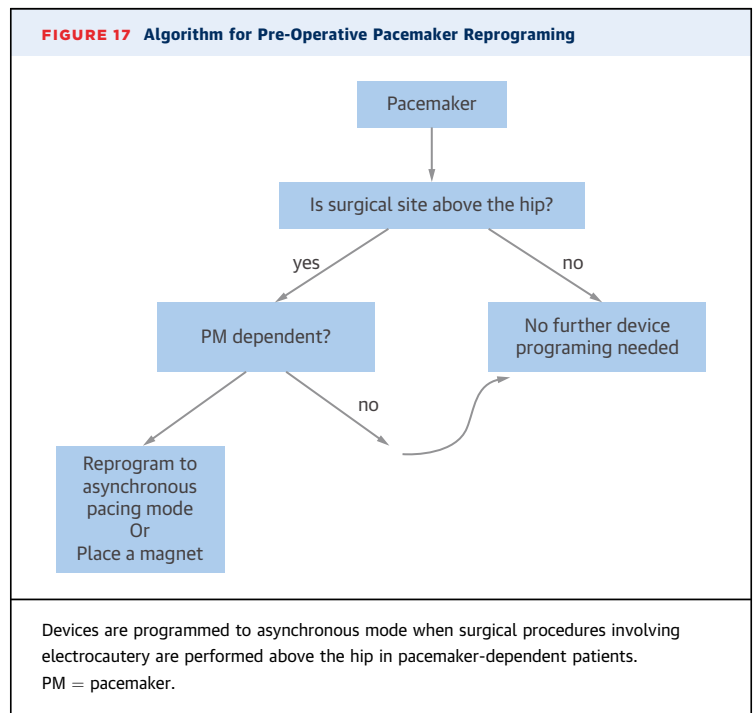 FIGURE 17 Algorithm for Pre-Operative Pacemaker Reprograming
Pacemaker
Is surgical site above the hip?
yes
no
PM dependent?
No further device
programing needed
no
Reprogram to
asynchronous
pacing mode
Or
Place a magnet
Devices are programmed to asynchronous mode when surgical procedures involving
electrocautery are performed above the hip in pacemaker-dependent patients.
PM = pacemaker.